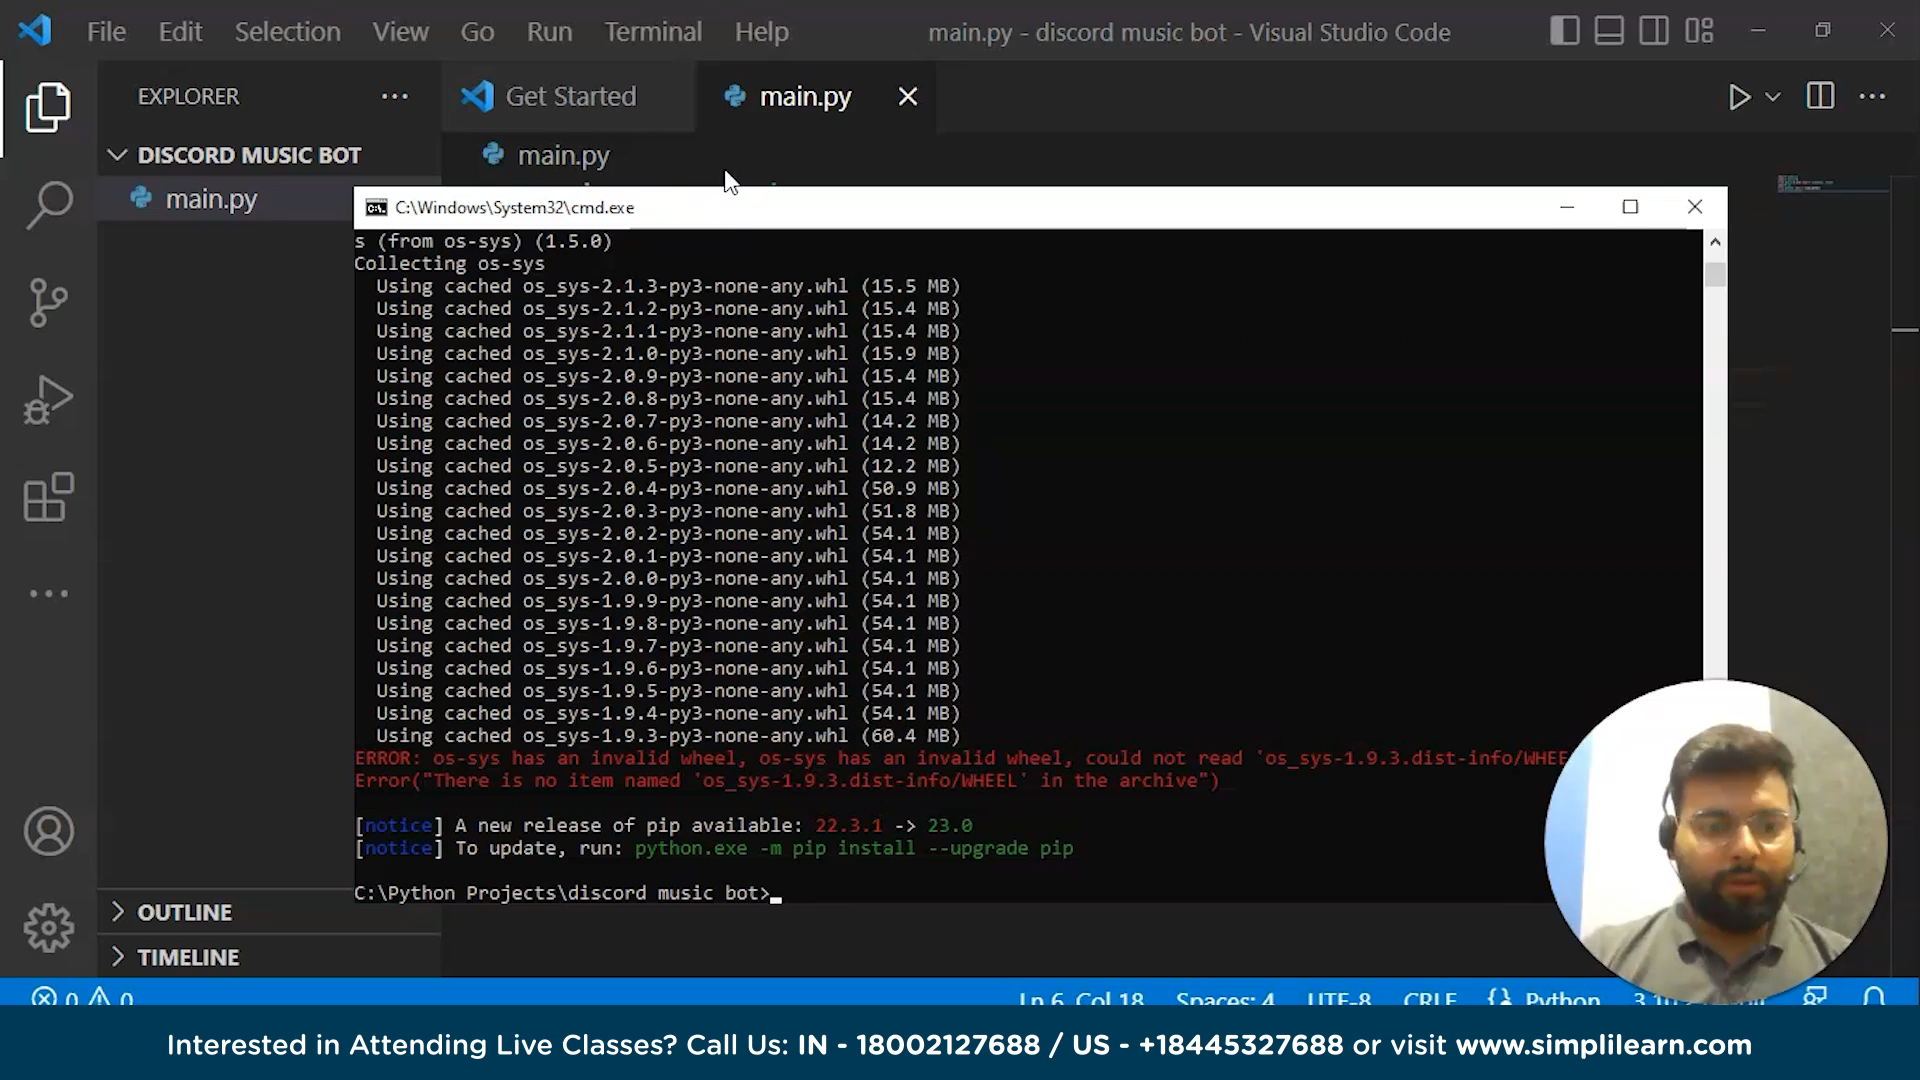 File Edit Selection View Go Run Terminal Help
main.py - discord music bot - Visual Studio Code
EXPLORER
Get Started
main.py
DISCORD MUSIC BOT
main.py
main.py
C:\Windows\System32\cmd.exe
s (from os-sys) (1.5.0)
Collecting os-sys
Using cached os_sys-2.1.3-py3-none-any.whl (15.5 MB)
Using cached os_sys-2.1.2-py3-none-any.whl (15.4 MB)
Using cached os_sys-2.1.1-py3-none-any.whl (15.4 MB)
Using cached os_sys-2.1.0-py3-none-any.whl (15.9 MB)
Using cached os_sys-2.0.9-py3-none-any.whl (15.4 MB)
Using cached os_sys-2.0.8-py3-none-any.whl (15.4 MB)
Using cached os_sys-2.0.7-py3-none-any.whl (14.2 MB)
Using cached os_sys-2.0.6-py3-none-any.whl (14.2 MB)
Using cached os_sys-2.0.5-py3-none-any.whl (12.2 MB)
Using cached os_sys-2.0.4-py3-none-any.whl (50.9 MB)
Using cached os_sys-2.0.3-py3-none-any.whl (51.8 MB)
Using cached os_sys-2.0.2-py3-none-any.whl (54.1 MB)
Using cached os_sys-2.0.1-py3-none-any.whl (54.1 MB)
Using cached os_sys-2.0.0-py3-none-any.whl (54.1 MB)
Using cached os_sys-1.9.9-py3-none-any.whl (54.1 MB)
Using cached os_sys-1.9.8-py3-none-any.whl (54.1 MB)
Using cached os_sys-1.9.7-py3-none-any.whl (54.1 MB)
Using cached os_sys-1.9.6-py3-none-any.whl (54.1 MB)
Using cached os_sys-1.9.5-py3-none-any.whl (54.1 MB)
Using cached os_sys-1.9.4-py3-none-any.whl (54.1 MB)
Using cached os_sys-1.9.3-py3-none-any.whl (60.4 MB)
ERROR: os-sys has an invalid wheel, os-sys has an invalid wheel, could not read 'os_sys-1.9.3.dist-info/WHEE
Error("There is no item named 'os_sys-1.9.3.dist-info/WHEEL' in the archive")
[notice] A new release of pip available: 22.3.1 -> 23.0
[notice] To update, run: python.exe -m pip install --upgrade pip
C:\Python Projects\discord music bot>
OUTLINE
TIMELINE
0 0
Ln 6, Col 18 Spaces: 4 UTF-8 CRLF Python
Interested in Attending Live Classes? Call Us: IN - 18002127688 / US - +18445327688 or visit www.simplilearn.com